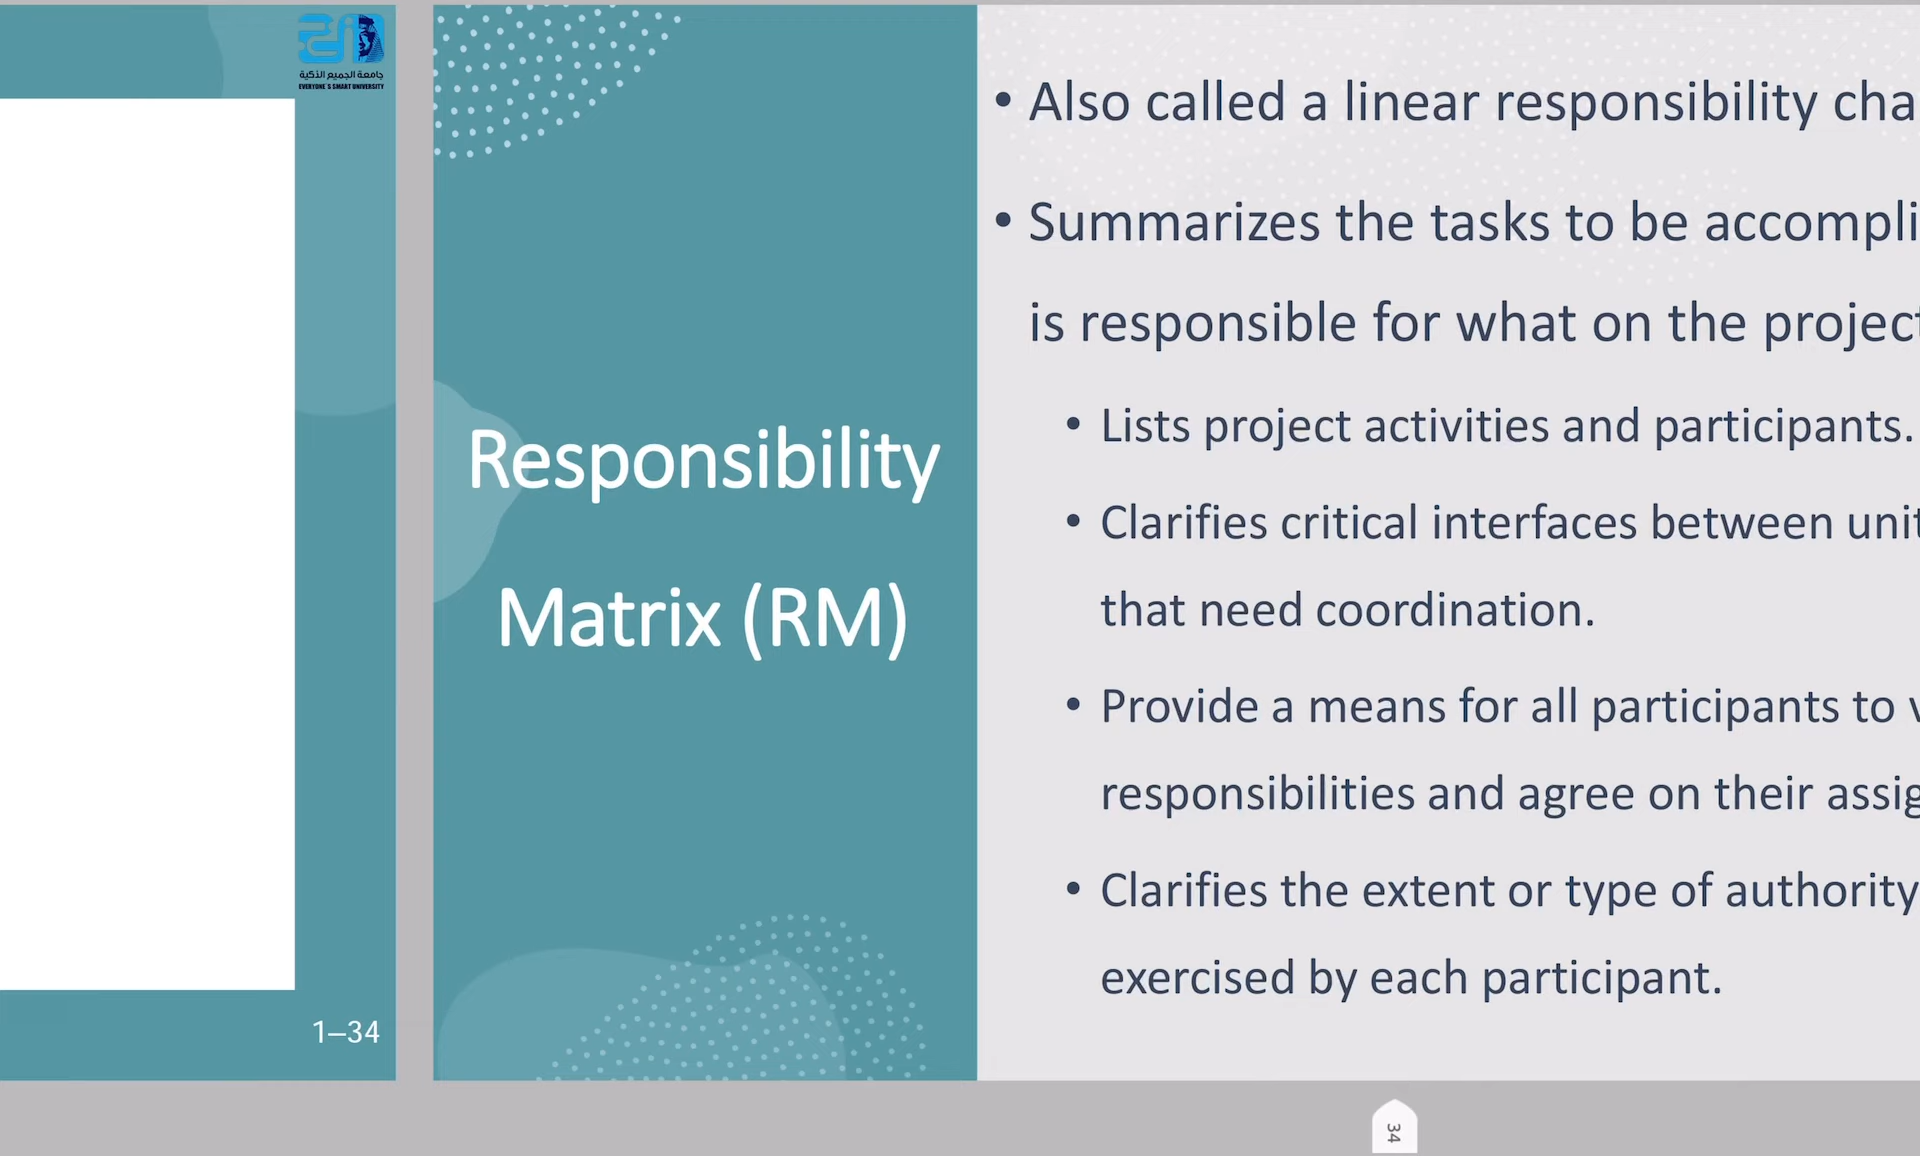 جامعة الجميع الذكية
EVERYONE`S SMART UNIVERSITY
1–34
Responsibility
Matrix (RM)
• Also called a linear responsibility cha
• Summarizes the tasks to be accompli
is responsible for what on the project
• Lists project activities and participants.
• Clarifies critical interfaces between unit
that need coordination.
• Provide a means for all participants to v
responsibilities and agree on their assig
• Clarifies the extent or type of authority
exercised by each participant.
34